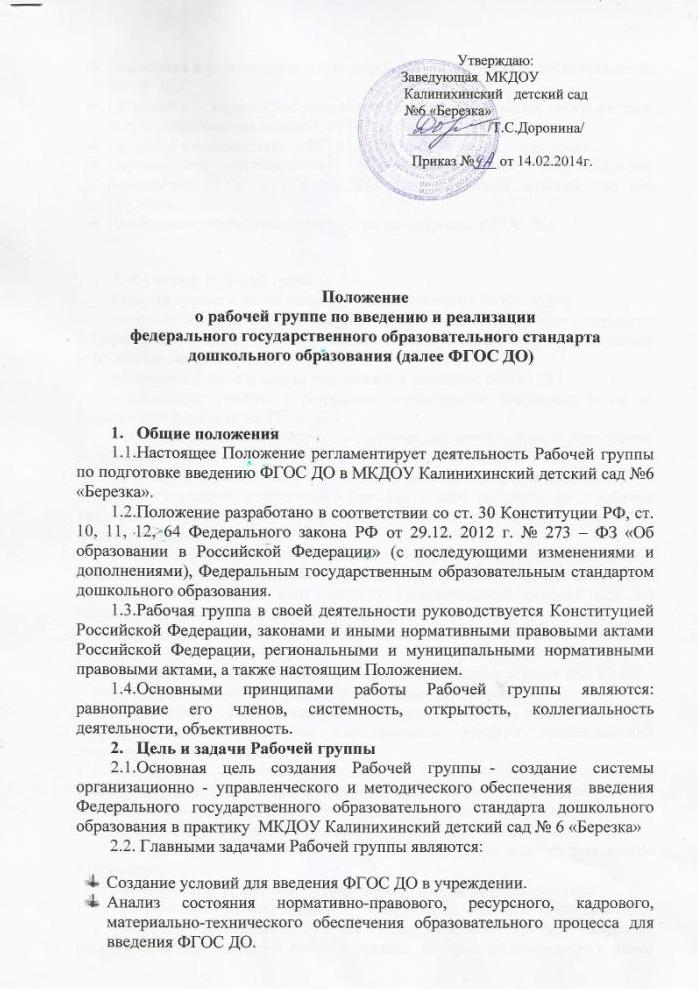 Утверждаю:
Заведующая МКДОУ
Калинихинский детский сад
№6 «Березка»
/Т.С.Доронина/
Приказ № от 14.02.2014г.
Положение
о рабочей группе по введению и реализации
федерального государственного образовательного стандарта
дошкольного образования (далее ФГОС ДО)
1. Общие положения
1.1.Настоящее Положение регламентирует деятельность Рабочей группы
по подготовке введению ФГОС ДО в МКДОУ Калинихинский детский сад №6
«Березка».
1.2.Положение разработано в соответствии со ст. 30 Конституции РФ, ст.
10, 11, 12, 64 Федерального закона РФ от 29.12. 2012 г. № 273 – ФЗ «Об
образовании в Российской Федерации» (с последующими изменениями и
дополнениями), Федеральным государственным образовательным стандартом
дошкольного образования.
1.3.Рабочая группа в своей деятельности руководствуется Конституцией
Российской Федерации, законами и иными нормативными правовыми актами
Российской Федерации, региональными и муниципальными нормативными
правовыми актами, а также настоящим Положением.
1.4.Основными принципами работы Рабочей группы являются:
равноправие его членов, системность, открытость, коллегиальность
деятельности, объективность.
2. Цель и задачи Рабочей группы
2.1.Основная цель создания Рабочей группы - создание системы
организационно - управленческого и методического обеспечения введения
Федерального государственного образовательного стандарта дошкольного
образования в практику МКДОУ Калинихинский детский сад № 6 «Березка»
2.2. Главными задачами Рабочей группы являются:
Создание условий для введения ФГОС ДО в учреждении.
Анализ состояния нормативно-правового, ресурсного, кадрового,
материально-технического обеспечения образовательного процесса для
введения ФГОС ДО.